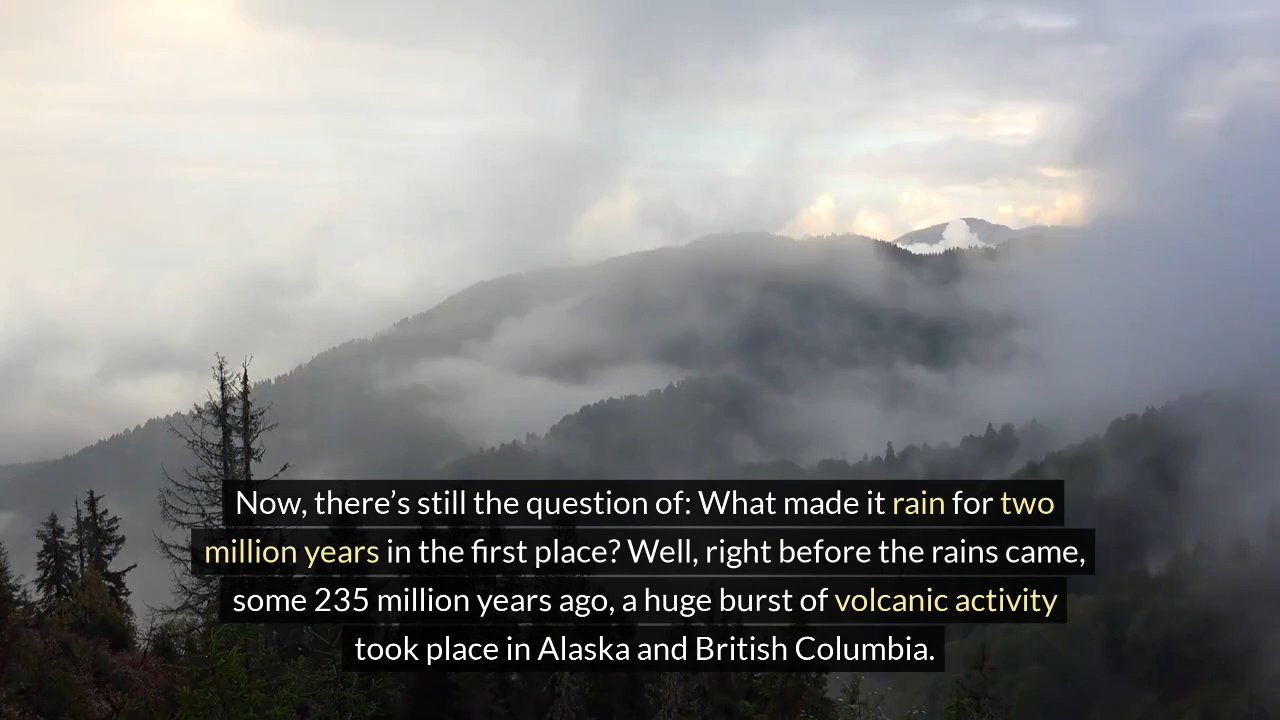 Now, there’s still the question of: What made it rain for two
million years in the first place? Well, right before the rains came,
some 235 million years ago, a huge burst of volcanic activity
took place in Alaska and British Columbia.